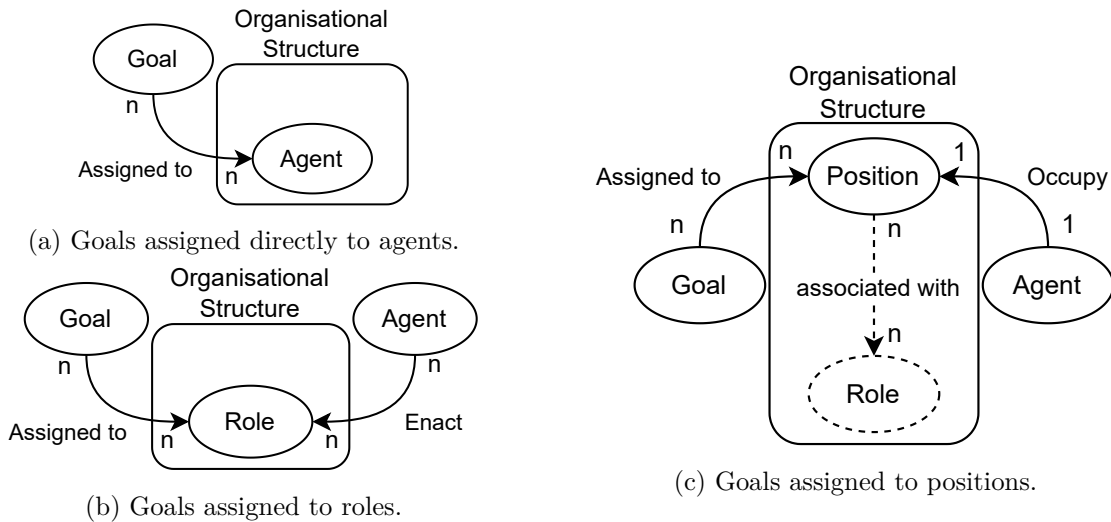 Organisational
Structure
Goal
n
Assigned to
n
Agent
(a) Goals assigned directly to agents.
Organisational
Structure
Goal
Agent
n
n
Role
Assigned to
n
n
Enact
(b) Goals assigned to roles.
Organisational
Structure
n
1
Assigned to
Position
Occupy
n
n
1
Goal
associated with
Agent
n
Role
(c) Goals assigned to positions.